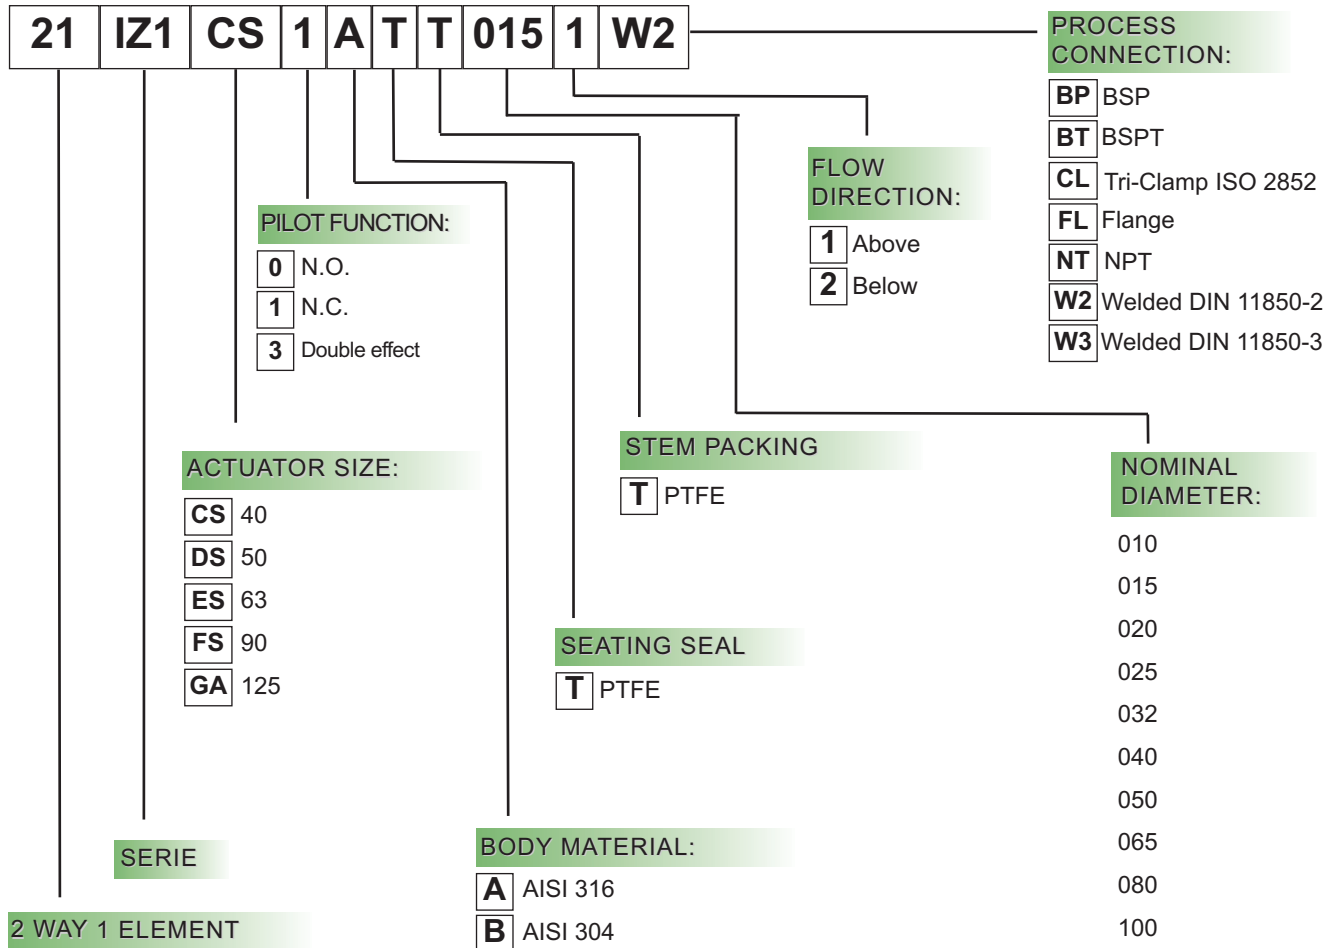 21 IZ1 CS 1 A T T 015 1 W2
PROCESS
CONNECTION:
BP BSP
BT BSPT
CL Tri-Clamp ISO 2852
FL Flange
NT NPT
W2 Welded DIN 11850-2
W3 Welded DIN 11850-3
FLOW
DIRECTION:
1 Above
2 Below
PILOT FUNCTION:
0 N.O.
1 N.C.
3 Double effect
STEM PACKING
T PTFE
NOMINAL
DIAMETER:
010
015
020
025
032
040
050
065
080
100
ACTUATOR SIZE:
CS 40
DS 50
ES 63
FS 90
GA 125
SEATING SEAL
T PTFE
BODY MATERIAL:
A AISI 316
B AISI 304
SERIE
2 WAY 1 ELEMENT